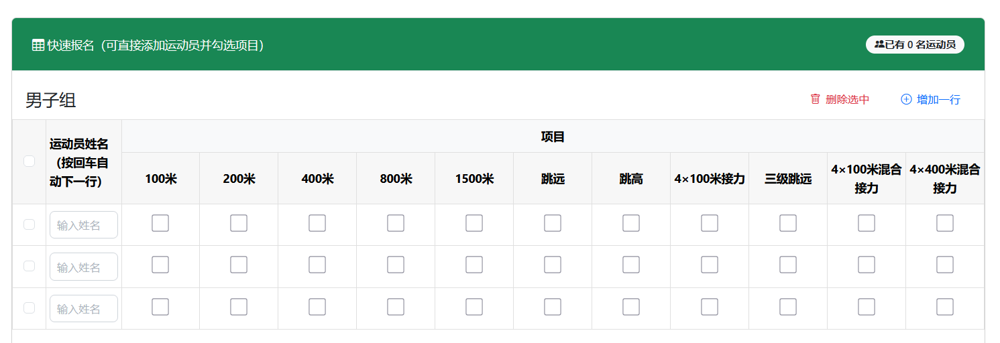 快速报名（可直接添加运动员并勾选项目）
已有 0 名运动员
男子组
删除选中
增加一行
运动员姓名
（按回车自
动下一行）
项目
100米
200米
400米
800米
1500米
跳远
跳高
4×100米接力
三级跳远
4×100米混合
接力
4×400米混合
接力
输入姓名
输入姓名
输入姓名